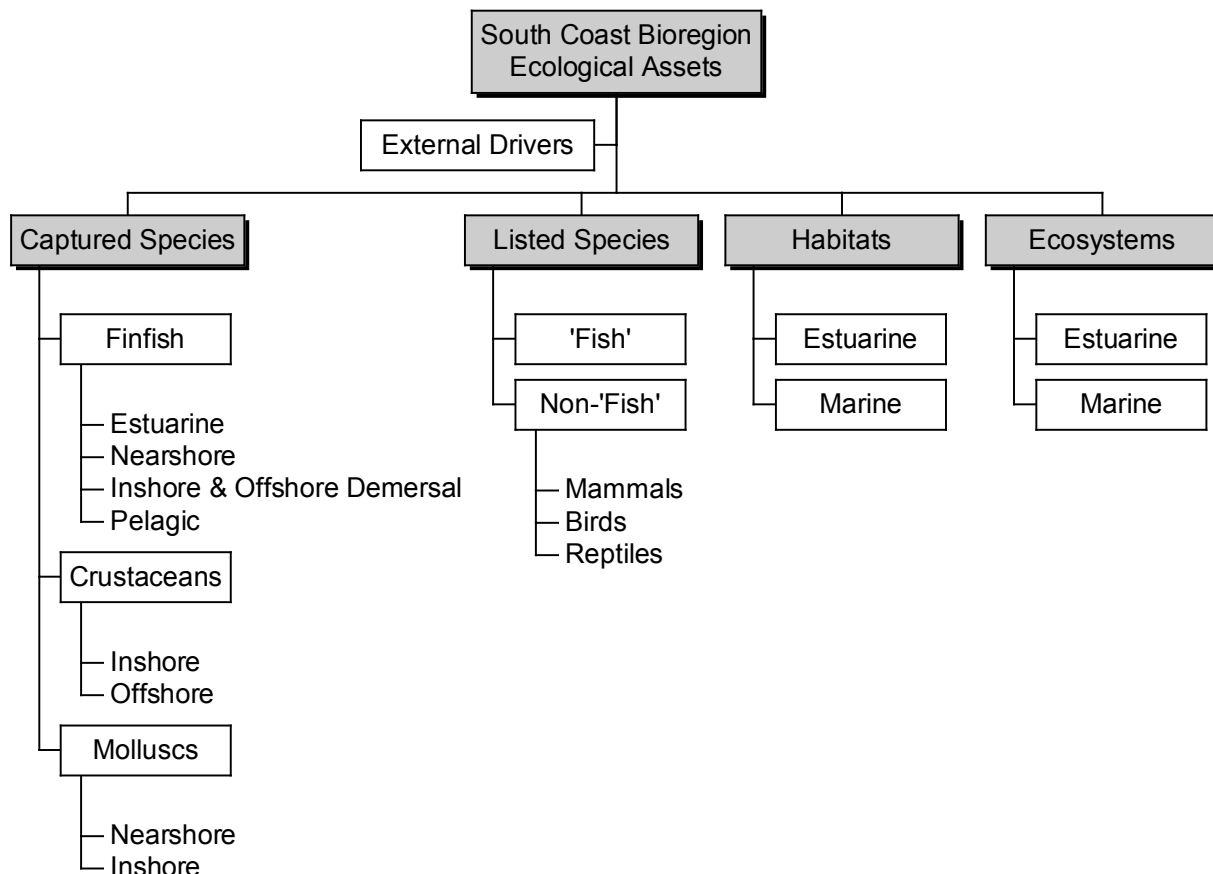 South Coast Bioregion
Ecological Assets
External Drivers
Captured Species
Finfish
Estuarine
Nearshore
Inshore & Offshore Demersal
Pelagic
Crustaceans
Inshore
Offshore
Molluscs
Nearshore
Inshore
Listed Species
'Fish'
Non-'Fish'
Mammals
Birds
Reptiles
Habitats
Estuarine
Marine
Ecosystems
Estuarine
Marine